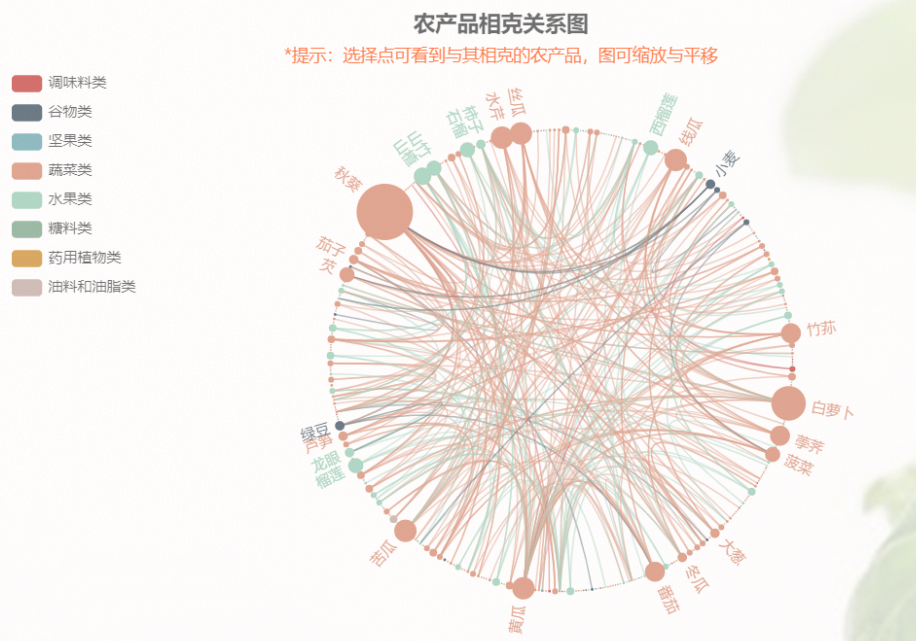 农产品相克关系图
*提示：选择点可看到与其相克的农产品，图可缩放与平移
调味料类
谷物类
坚果类
蔬菜类
水果类
糖料类
药用植物类
油料和油脂类
秋葵
山楂
山竹
石榴
柿子
水芹
丝瓜
西榴莲
线瓜
小麦
竹荪
白萝卜
荸荠
菠菜
大葱
冬瓜
番茄
黄瓜
苦瓜
榴莲
龙眼
芦笋
绿豆
芡
茄子